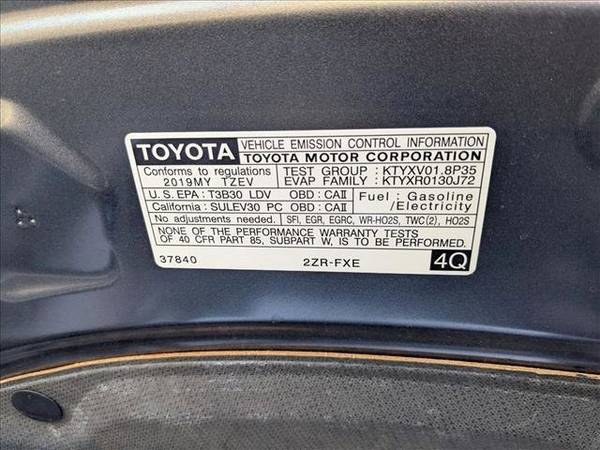 TOYOTA VEHICLE EMISSION CONTROL INFORMATION
TOYOTA MOTOR CORPORATION
Conforms to regulations
2019MY TZEV
TEST GROUP : KTYXV01.8P35
EVAP FAMILY : KTYXR0130J72
U.S. EPA : T3B30 LDV OBD : CAII
California : SULEV30 PC OBD : CAII
Fuel : Gasoline
/Electricity
No adjustments needed. SFI, EGR, EGRC, WR-HO2S, TWC(2), HO2S
NONE OF THE PERFORMANCE WARRANTY TESTS
OF 40 CFR PART 85, SUBPART W, IS TO BE PERFORMED.
37840 2ZR-FXE 4Q